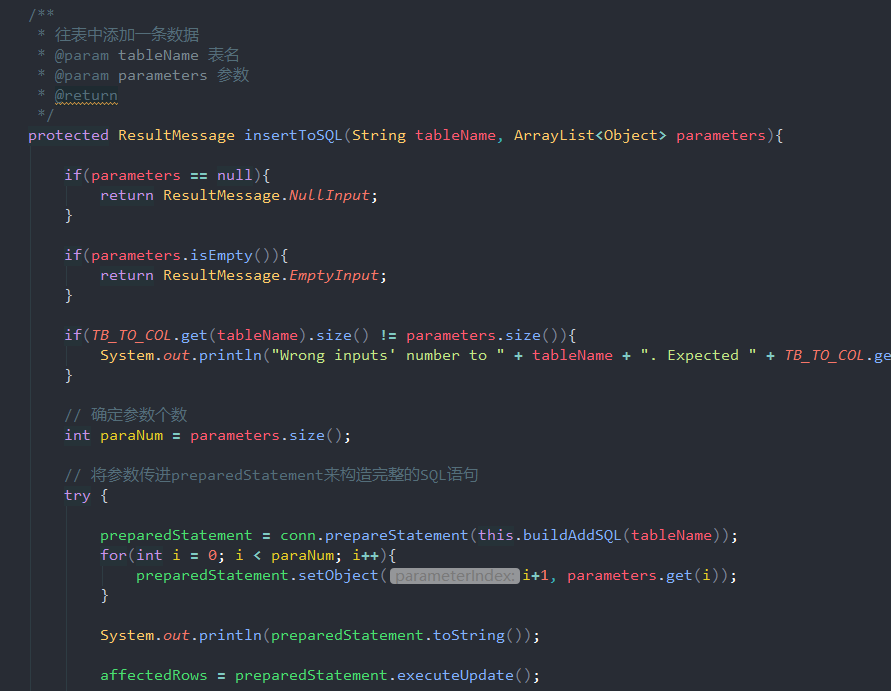 /**
 * 往表中添加一条数据
 * @param tableName 表名
 * @param parameters 参数
 * @return
 */
protected ResultMessage insertToSQL(String tableName, ArrayList<Object> parameters){
if(parameters == null){
return ResultMessage.NullInput;
}
if(parameters.isEmpty()){
return ResultMessage.EmptyInput;
}
if(TB_TO_COL.get(tableName).size() != parameters.size()){
System.out.println("Wrong inputs' number to " + tableName + ". Expected " + TB_TO_COL.ge
}
// 确定参数个数
int paraNum = parameters.size();
// 将参数传进preparedStatement来构造完整的SQL语句
try {
preparedStatement = conn.prepareStatement(this.buildAddSQL(tableName));
for(int i = 0; i < paraNum; i++){
preparedStatement.setObject( parameterIndex: i+1, parameters.get(i));
}
System.out.println(preparedStatement.toString());
affectedRows = preparedStatement.executeUpdate();